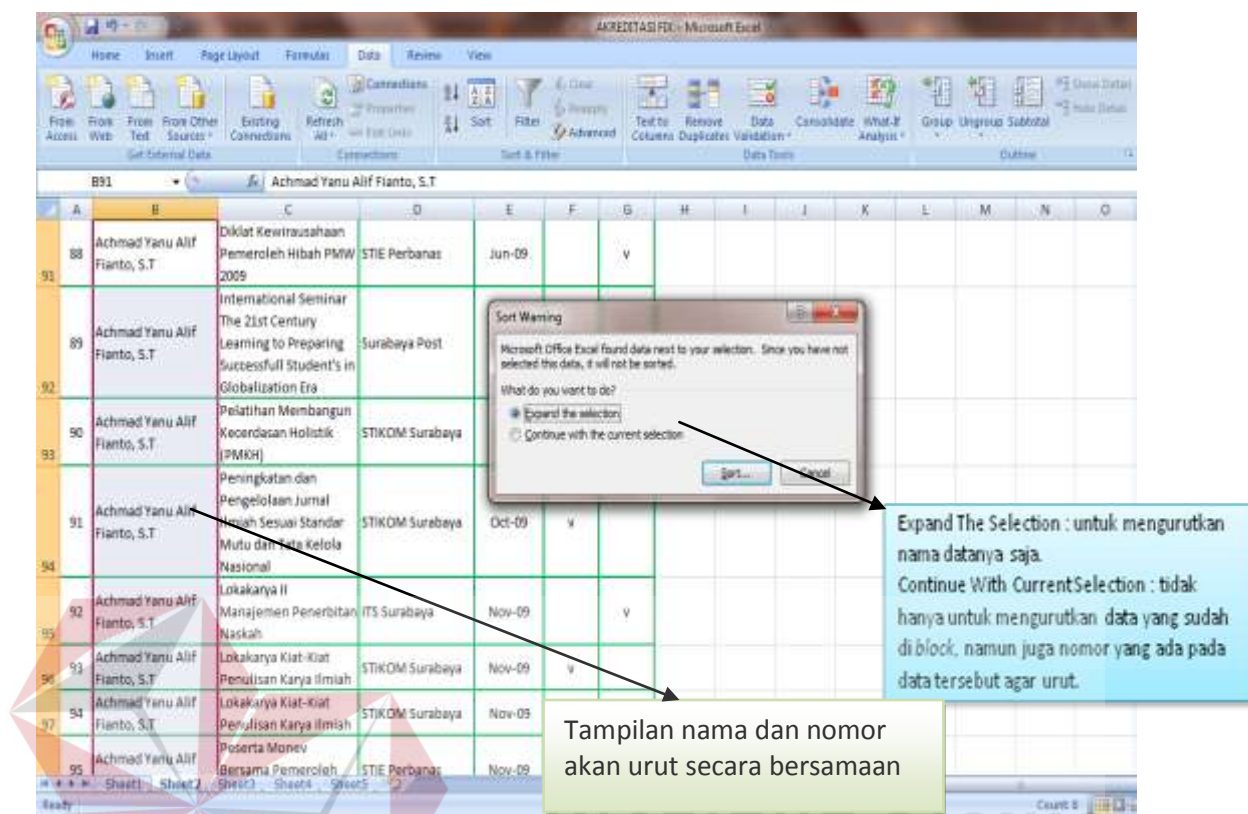 AKREDITASI FIX - Microsoft Excel
Home Insert Page Layout Formulas Data Review View
From Access
From Web
From Text
From Other Sources
Existing Connections
Refresh All
Connections
Properties
Edit Links
Sort
Filter
Clear
Reapply
Advanced
Text to Columns
Remove Duplicates
Data Validation
Consolidate
What-If Analysis
Group
Ungroup
Subtotal
Show Detail
Hide Detail
Get External Data Connections Sort & Filter Data Tools Outline
B91 Achmad Yanu Alif Fianto, S.T
A B C D E F G H I J K L M N O
91 88 Achmad Yanu Alif Fianto, S.T
Diklat Kewirausahaan
Pemeroleh Hibah PMW
2009
STIE Perbanas Jun-09 v
92 89 Achmad Yanu Alif Fianto, S.T
International Seminar
The 21st Century
Learning to Preparing
Successfull Student's in
Globalization Era
Surabaya Post
93 90 Achmad Yanu Alif Fianto, S.T
Pelatihan Membangun
Kecerdasan Holistik
(PMKH)
STIKOM Surabaya
94 91 Achmad Yanu Alif Fianto, S.T
Peningkatan dan
Pengelolaan Jurnal
Ilmiah Sesuai Standar
Mutu dan Tata Kelola
Nasional
STIKOM Surabaya Oct-09 v
95 92 Achmad Yanu Alif Fianto, S.T
Lokakarya II
Manajemen Penerbitan
Naskah
ITS Surabaya Nov-09 v
96 93 Achmad Yanu Alif Fianto, S.T
Lokakarya Kiat-Kiat
Penulisan Karya Ilmiah
STIKOM Surabaya Nov-09 v
97 94 Achmad Yanu Alif Fianto, S.T
Lokakarya Kiat-Kiat
Penulisan Karya Ilmiah
STIKOM Surabaya Nov-09
95 Achmad Yanu Alif
Peserta Monev
Bersama Pemeroleh
STIE Perbanas Nov-09
Sort Warning
Microsoft Office Excel found data next to your selection. Since you have not
selected this data, it will not be sorted.
What do you want to do?
Expand the selection
Continue with the current selection
Sort... Cancel
Expand The Selection : untuk mengurutkan
nama datanya saja.
Continue With CurrentSelection : tidak
hanya untuk mengurutkan data yang sudah
di block, namun juga nomor yang ada pada
data tersebut agar urut.
Tampilan nama dan nomor
akan urut secara bersamaan
Sheet1 Sheet2 Sheet3 Sheet4 Sheet5
Ready Count: 8